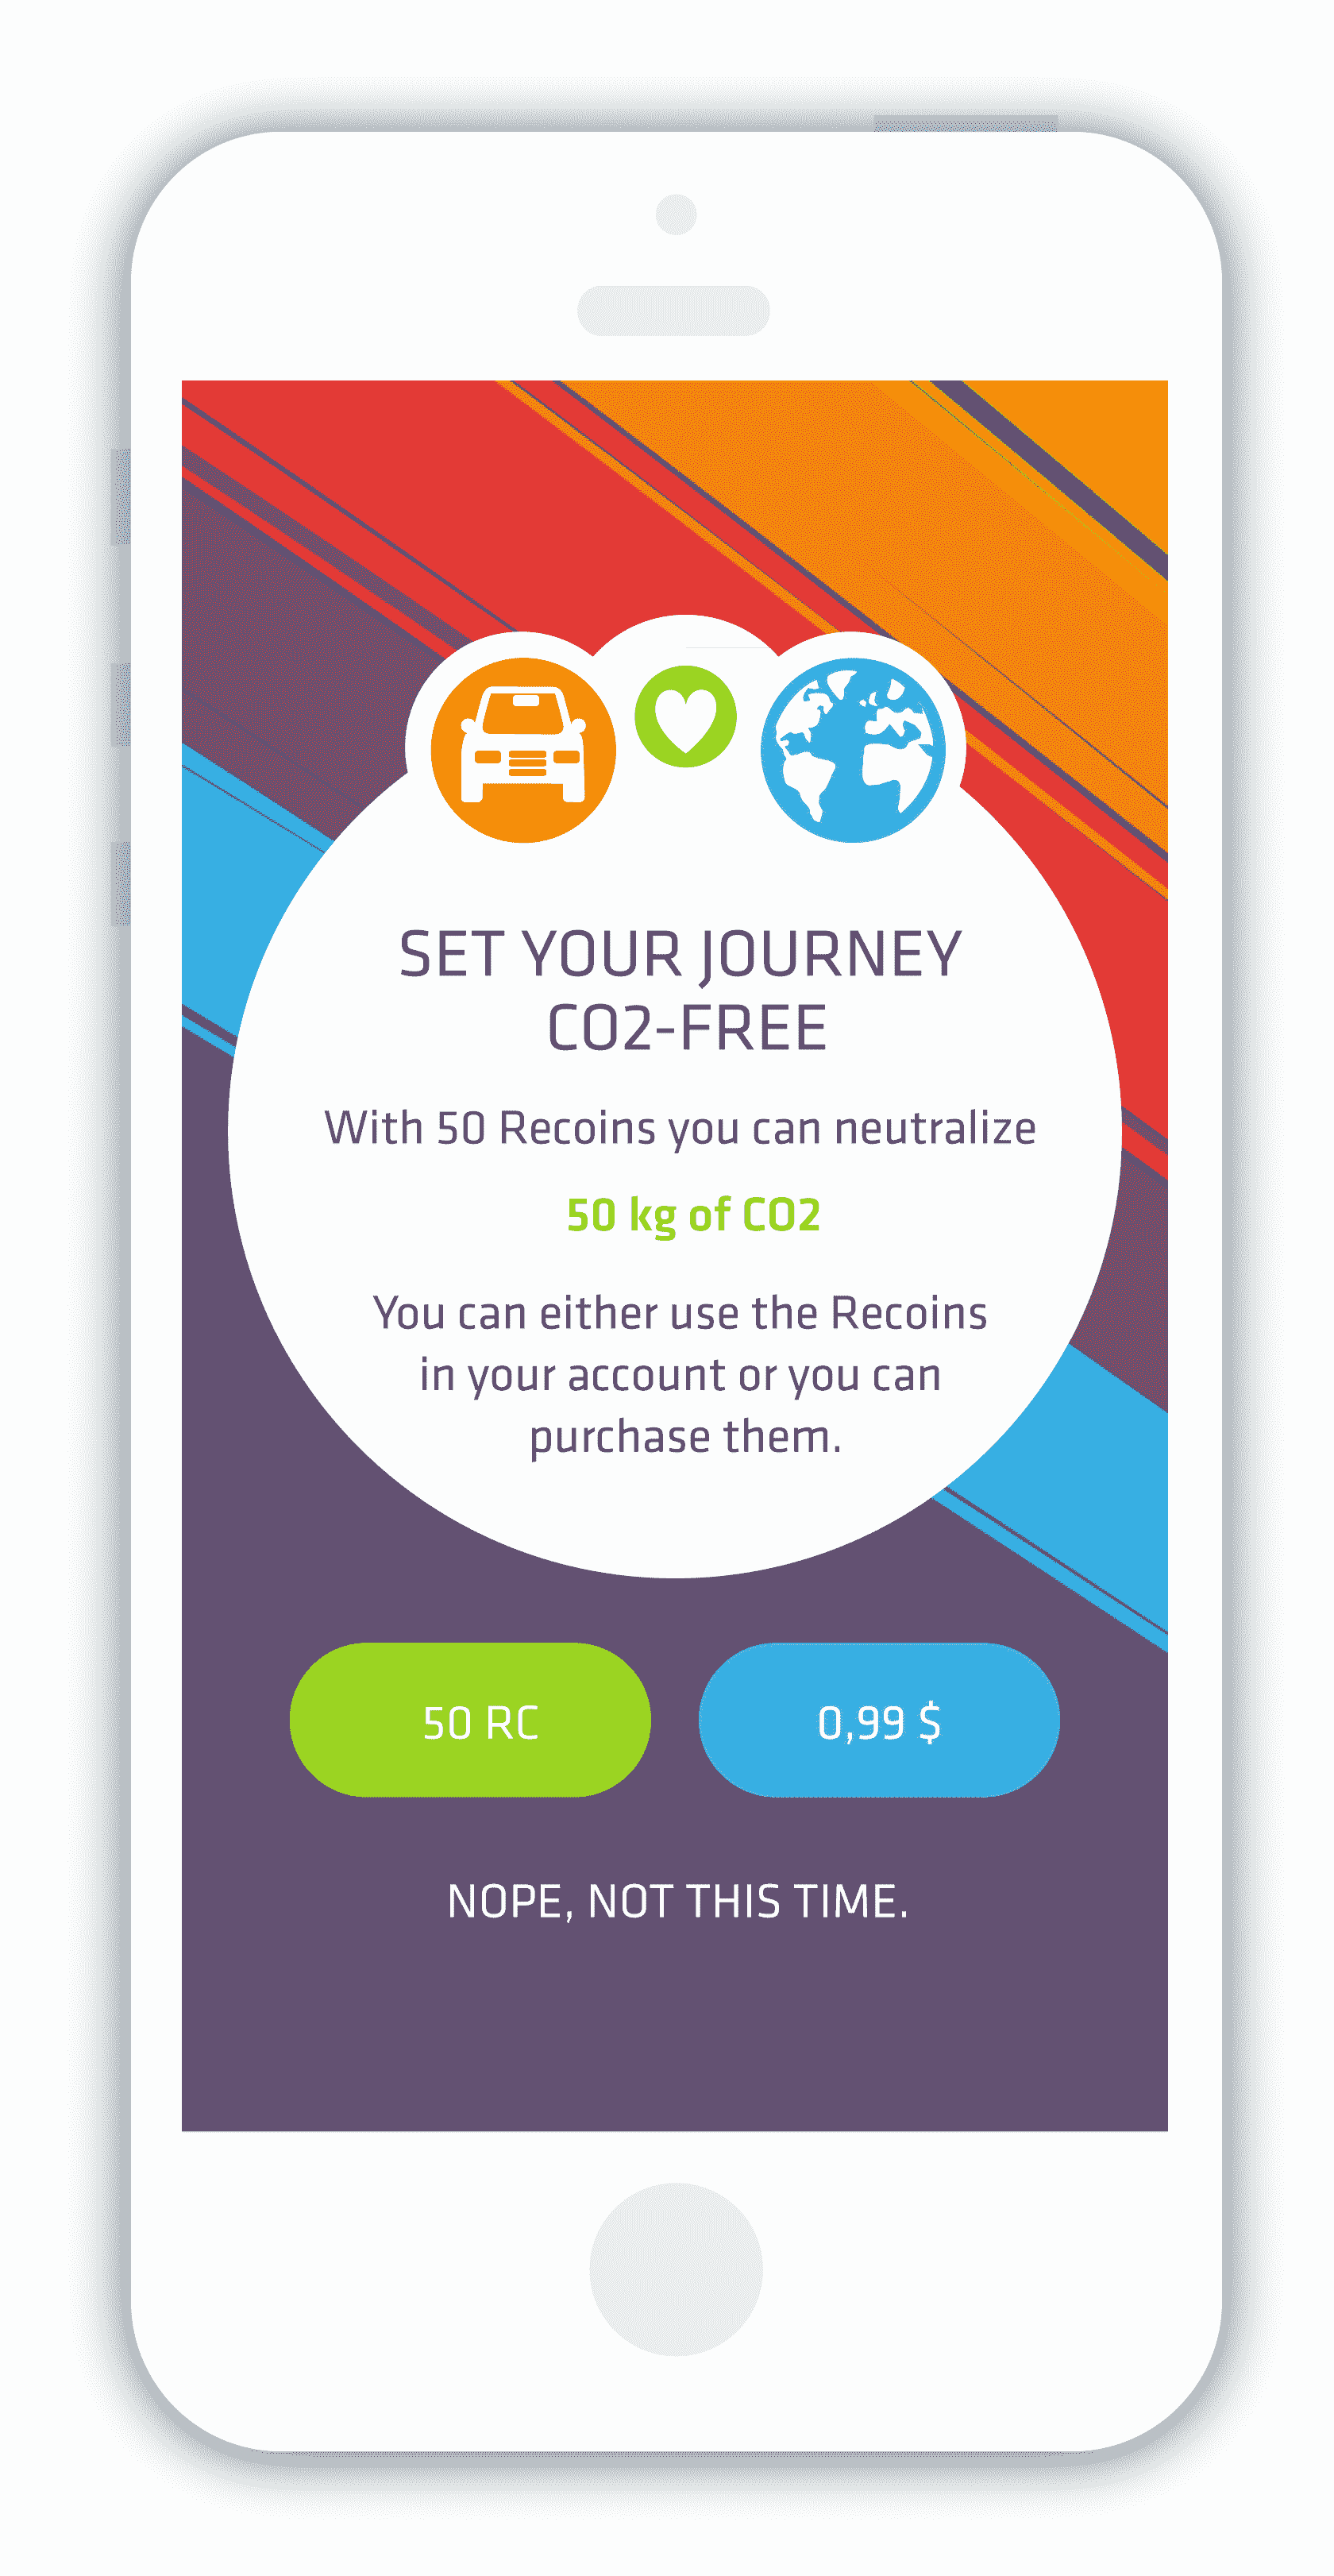 SET YOUR JOURNEY
CO2-FREE
With 50 Recoins you can neutralize
50 kg of CO2
You can either use the Recoins
in your account or you can
purchase them.
50 RC
0,99 $
NOPE, NOT THIS TIME.